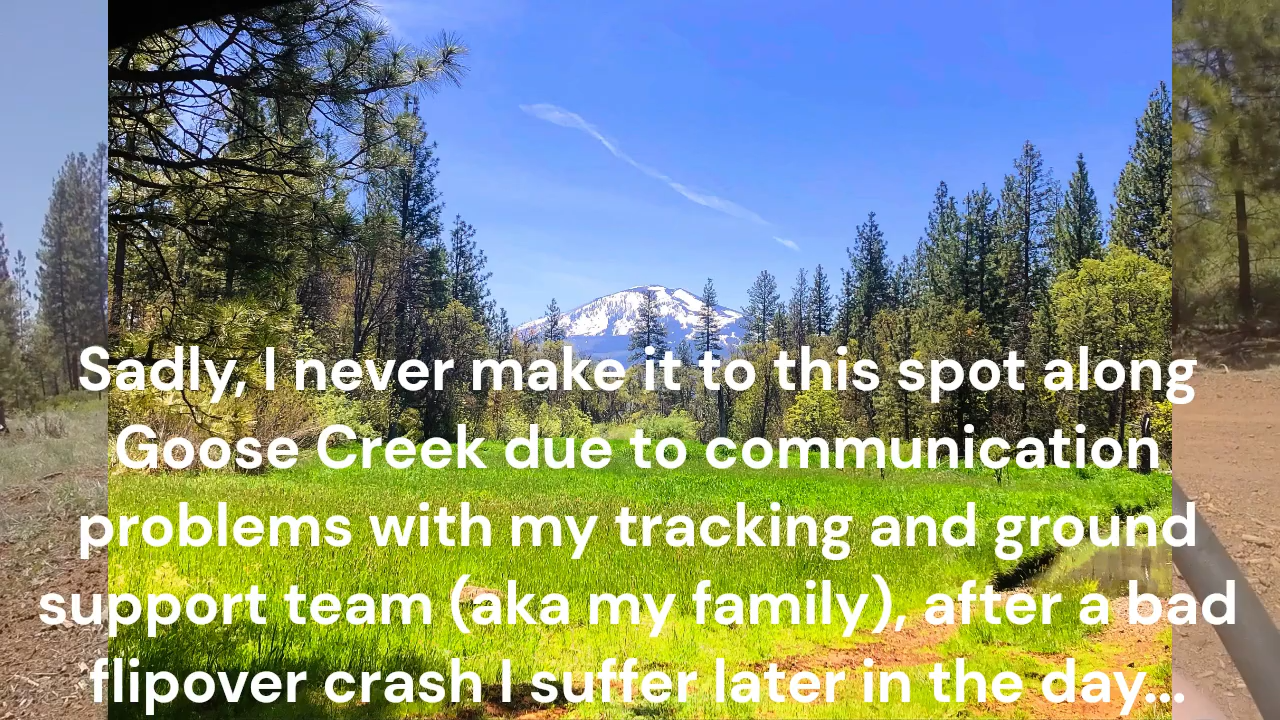 Sadly, I never make it to this spot along
Goose Creek due to communication
problems with my tracking and ground
support team (aka my family), after a bad
flipover crash I suffer later in the day...